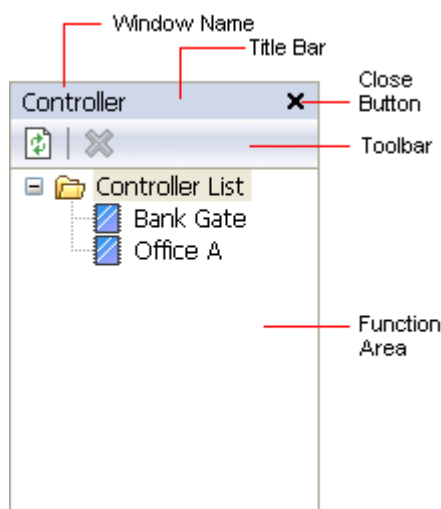 Window Name
Title Bar
Close
Button
Controller
Toolbar
Controller List
Bank Gate
Office A
Function
Area